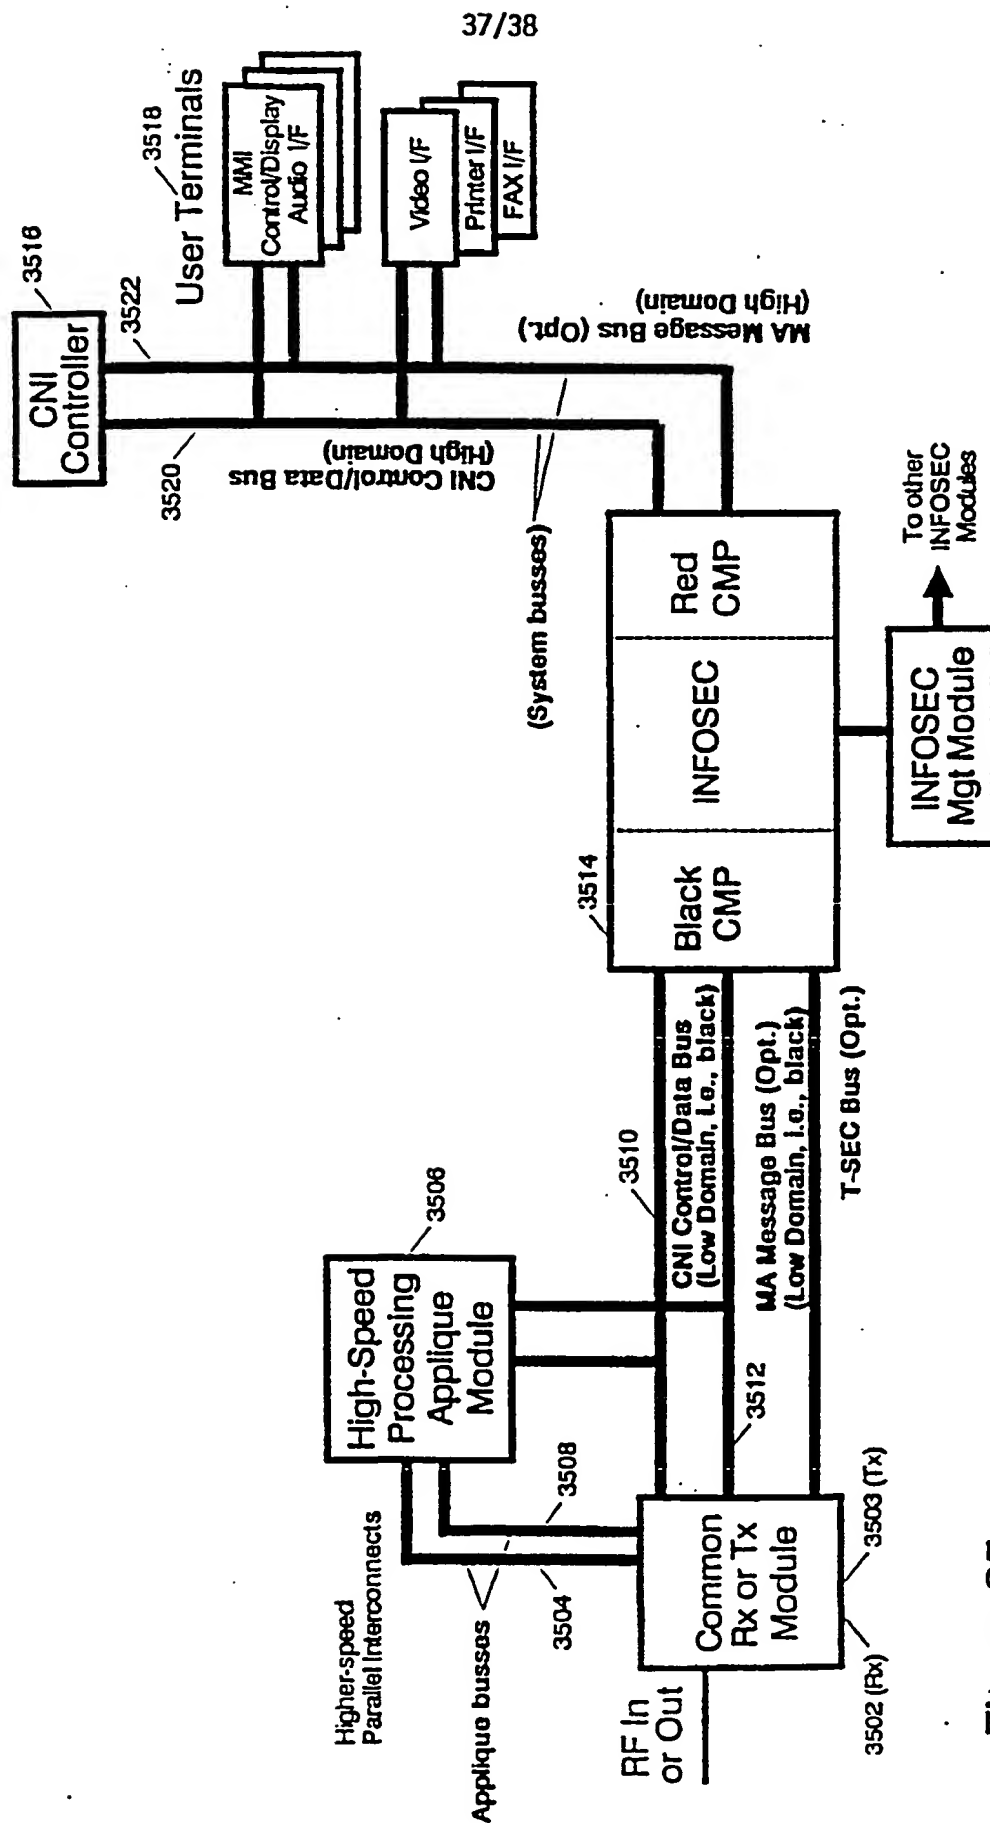 37/38
CNI
Controller
3516
3522
3520
3518
User Terminals
MMI
Control/Display
Audio I/F
Video I/F
Printer I/F
FAX I/F
CNI Control/Data Bus
(High Domain)
MA Message Bus (Opt.)
(High Domain)
(System busses)
High-Speed
Processing
Applique
Module
3506
Higher-speed
Parallel Interconnects
Applique busses
3504
3508
RF In
or Out
Common
Rx or Tx
Module
3502 (Rx)
3503 (Tx)
3510
3512
CNI Control/Data Bus
(Low Domain, i.e., black)
MA Message Bus (Opt.)
(Low Domain, i.e., black)
T-SEC Bus (Opt.)
3514
Black
CMP
INFOSEC
Red
CMP
INFOSEC
Mgt Module
To other
INFOSEC
Modules